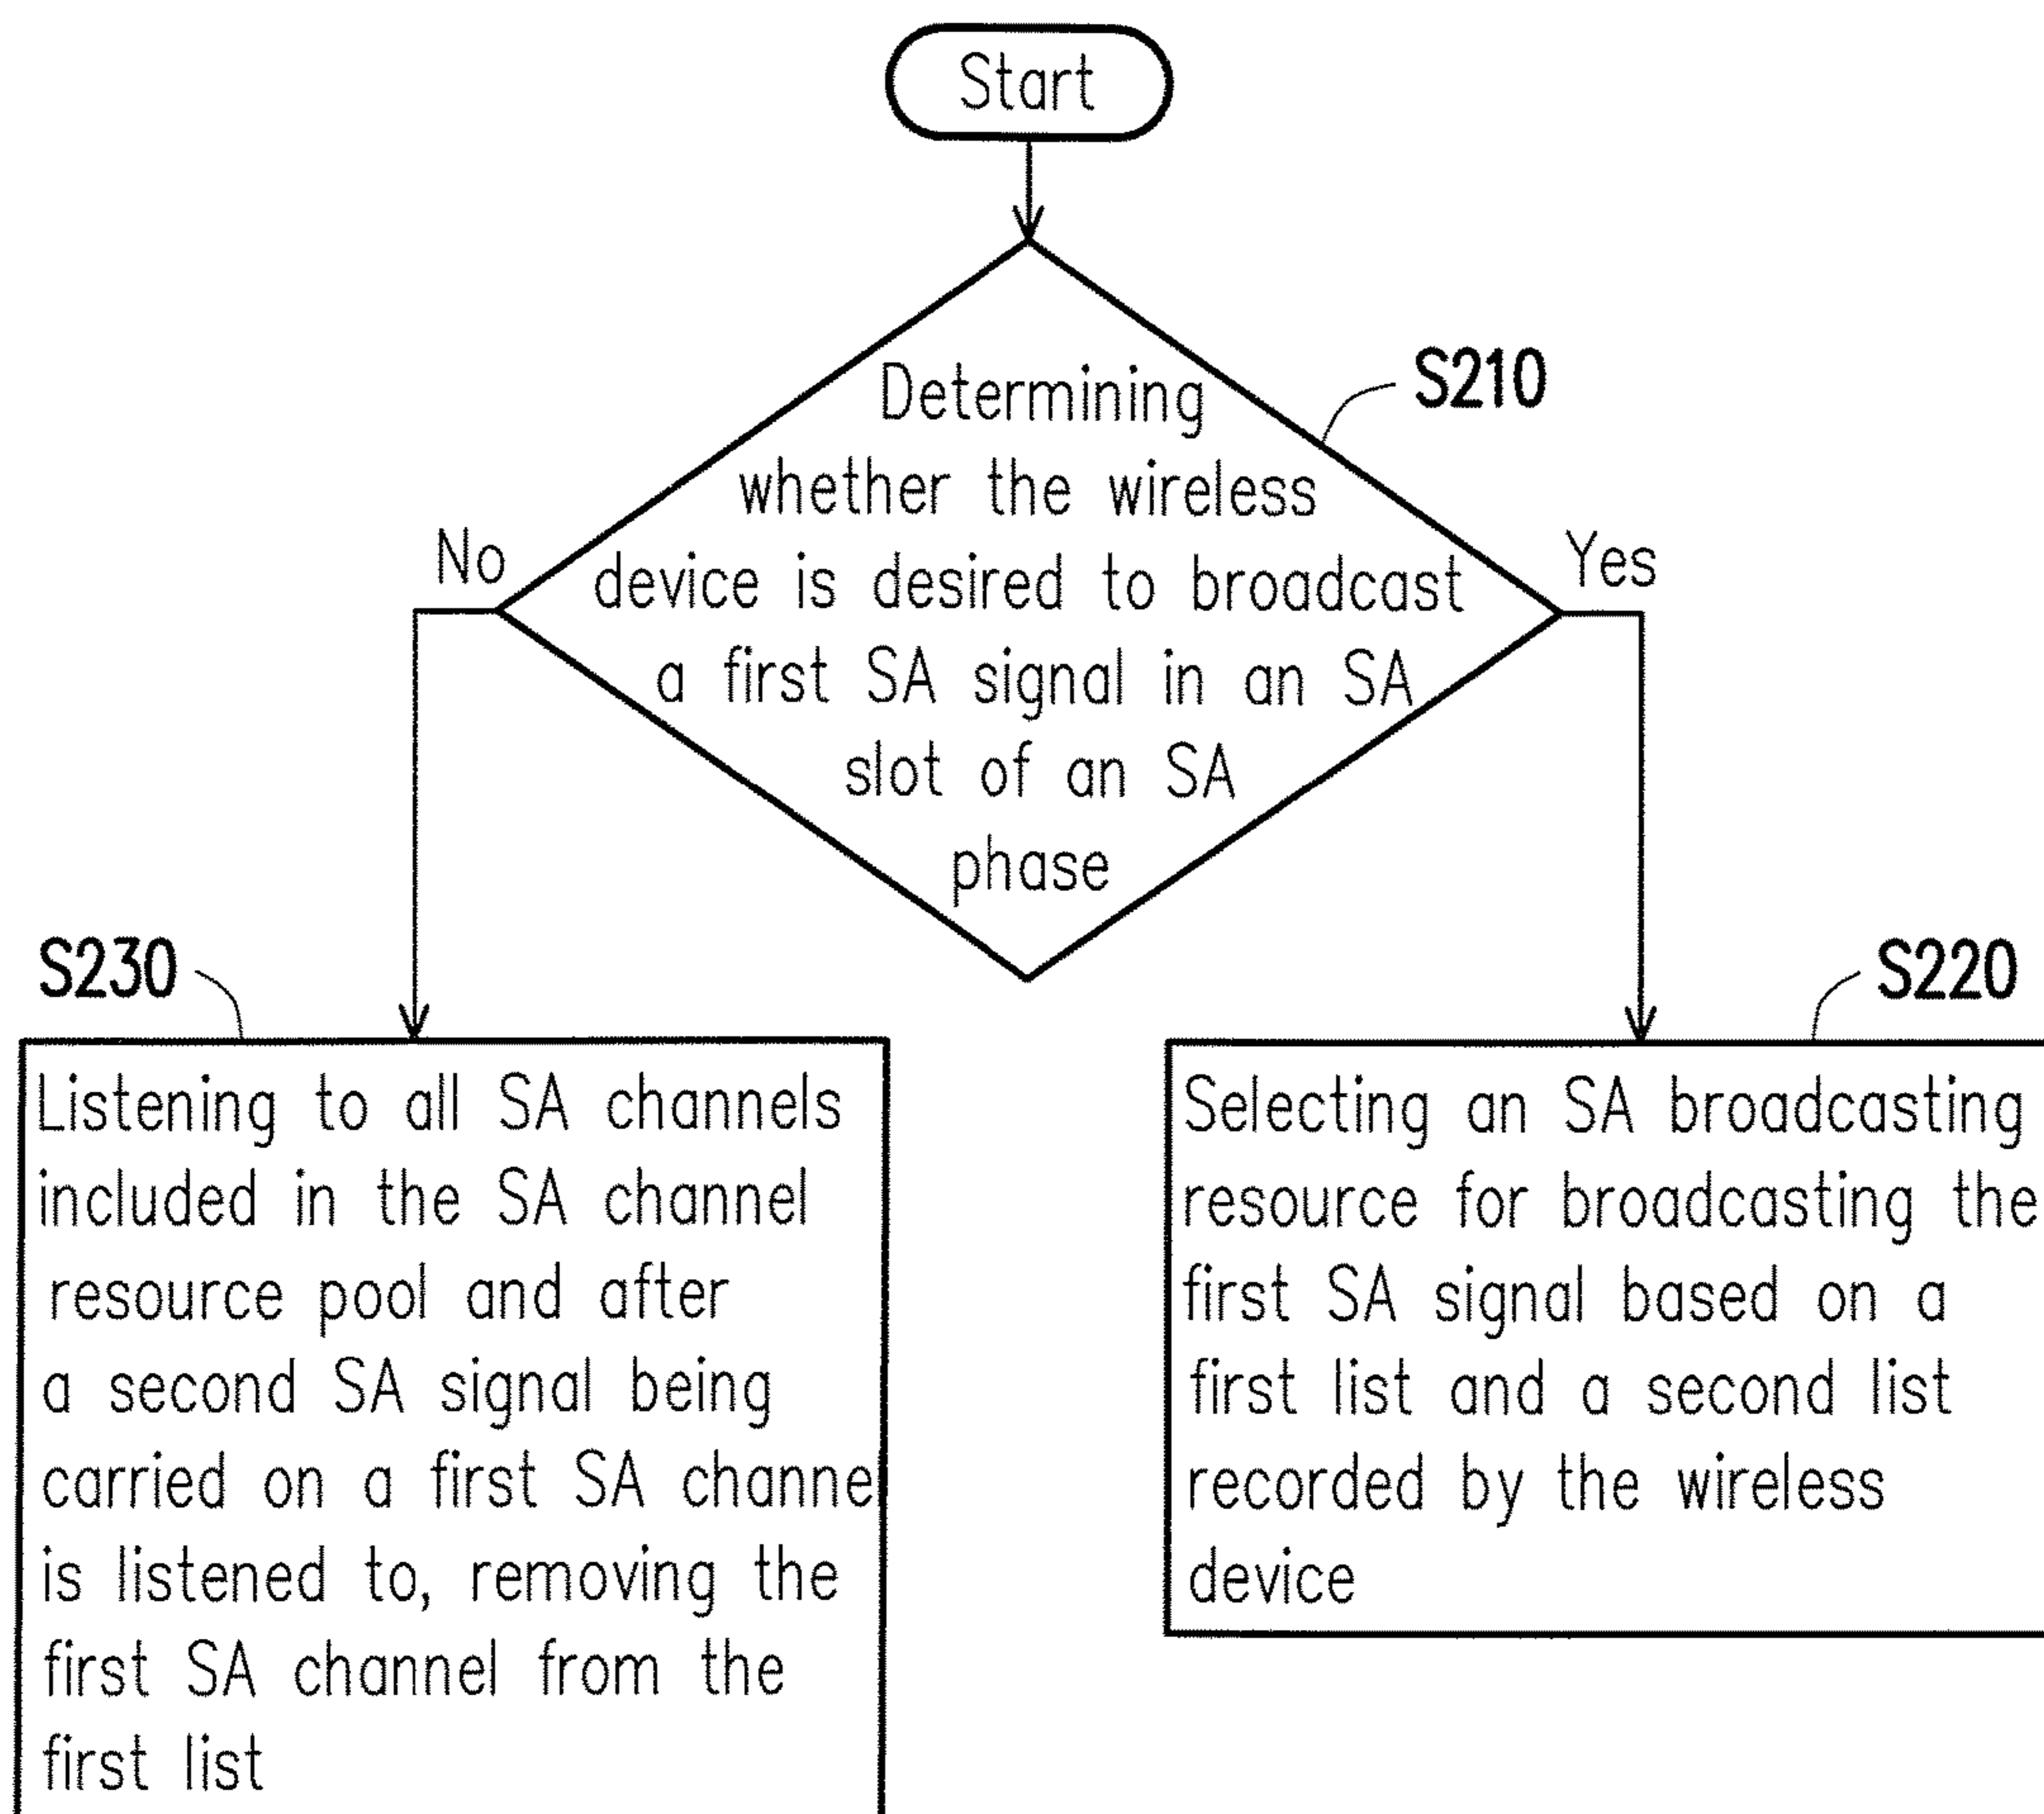 Start
Determining
whether the wireless
device is desired to broadcast
a first SA signal in an SA
slot of an SA
phase
S210
No
Yes
S230
Listening to all SA channels
included in the SA channel
resource pool and after
a second SA signal being
carried on a first SA channe
is listened to, removing the
first SA channel from the
first list
S220
Selecting an SA broadcasting
resource for broadcasting the
first SA signal based on a
first list and a second list
recorded by the wireless
device